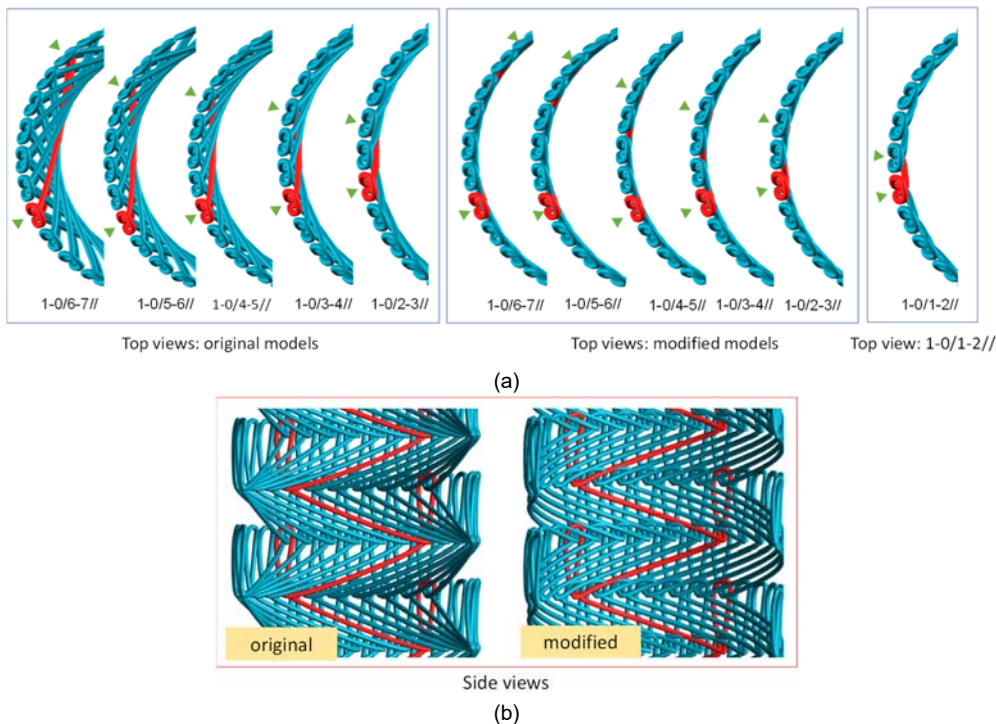 1-0/6-7// 1-0/5-6// 1-0/4-5// 1-0/3-4// 1-0/2-3// 1-0/6-7// 1-0/5-6// 1-0/4-5// 1-0/3-4// 1-0/2-3// 1-0/1-2//
Top views: original models Top views: modified models Top view: 1-0/1-2//
(a)
original modified
Side views
(b)